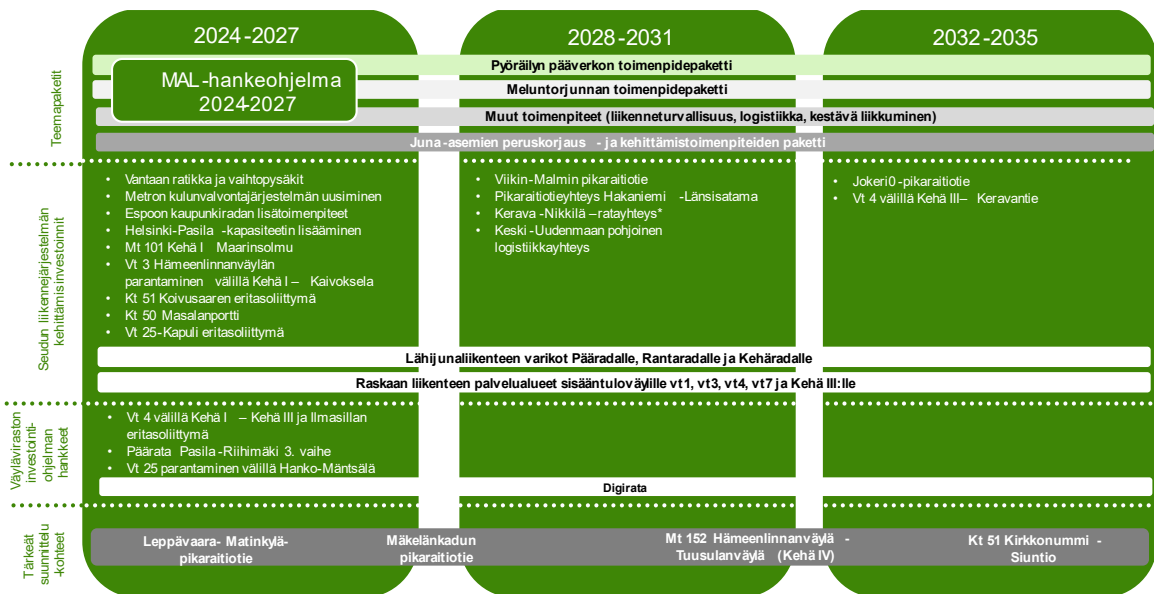 2024-2027
2028-2031
2032-2035
Teemapaketit
Pyöräilyn pääverkon toimenpidepaketti
MAL-hankeohjelma
2024-2027
Meluntorjunnan toimenpidepaketti
Muut toimenpiteet (liikenneturvallisuus, logistiikka, kestävä liikkuminen)
Juna-asemien peruskorjaus - ja kehittämistoimenpiteiden paketti
Seudun liikennejärjestelmän
kehittämisinvestoinnit
• Vantaan ratikka ja vaihtopysäkit
• Metron kulunvalvontajärjestelmän uusiminen
• Espoon kaupunkiradan lisätoimenpiteet
• Helsinki-Pasila -kapasiteetin lisääminen
• Mt 101 Kehä I Maarinsolmu
• Vt 3 Hämeenlinnanväylän
parantaminen välillä Kehä I – Kaivoksela
• Kt 51 Koivusaaren eritasoliittymä
• Kt 50 Masalanportti
• Vt 25-Kapuli eritasoliittymä
• Viikin-Malmin pikaraitiotie
• Pikaraitiotieyhteys Hakaniemi -Länsisatama
• Kerava -Nikkilä –ratayhteys*
• Keski -Uudenmaan pohjoinen
logistiikkayhteys
• Jokeri0 -pikaraitiotie
• Vt 4 välillä Kehä III– Keravantie
Lähijunaliikenteen varikot Pääradalle, Rantaradalle ja Kehäradalle
Raskaan liikenteen palvelualueet sisääntuloväylille vt1, vt3, vt4, vt7 ja Kehä III:lle
Väyläviraston
investointi-
ohjelman
hankkeet
• Vt 4 välillä Kehä I – Kehä III ja Ilmasillan
eritasoliittymä
• Päärata Pasila -Riihimäki 3. vaihe
• Vt 25 parantaminen välillä Hanko-Mäntsälä
Digirata
Tärkeät
suunnittelu
-kohteet
Leppävaara- Matinkylä-
pikaraitiotie
Mäkelänkadun
pikaraitiotie
Mt 152 Hämeenlinnanväylä -
Tuusulanväylä (Kehä IV)
Kt 51 Kirkkonummi -
Siuntio